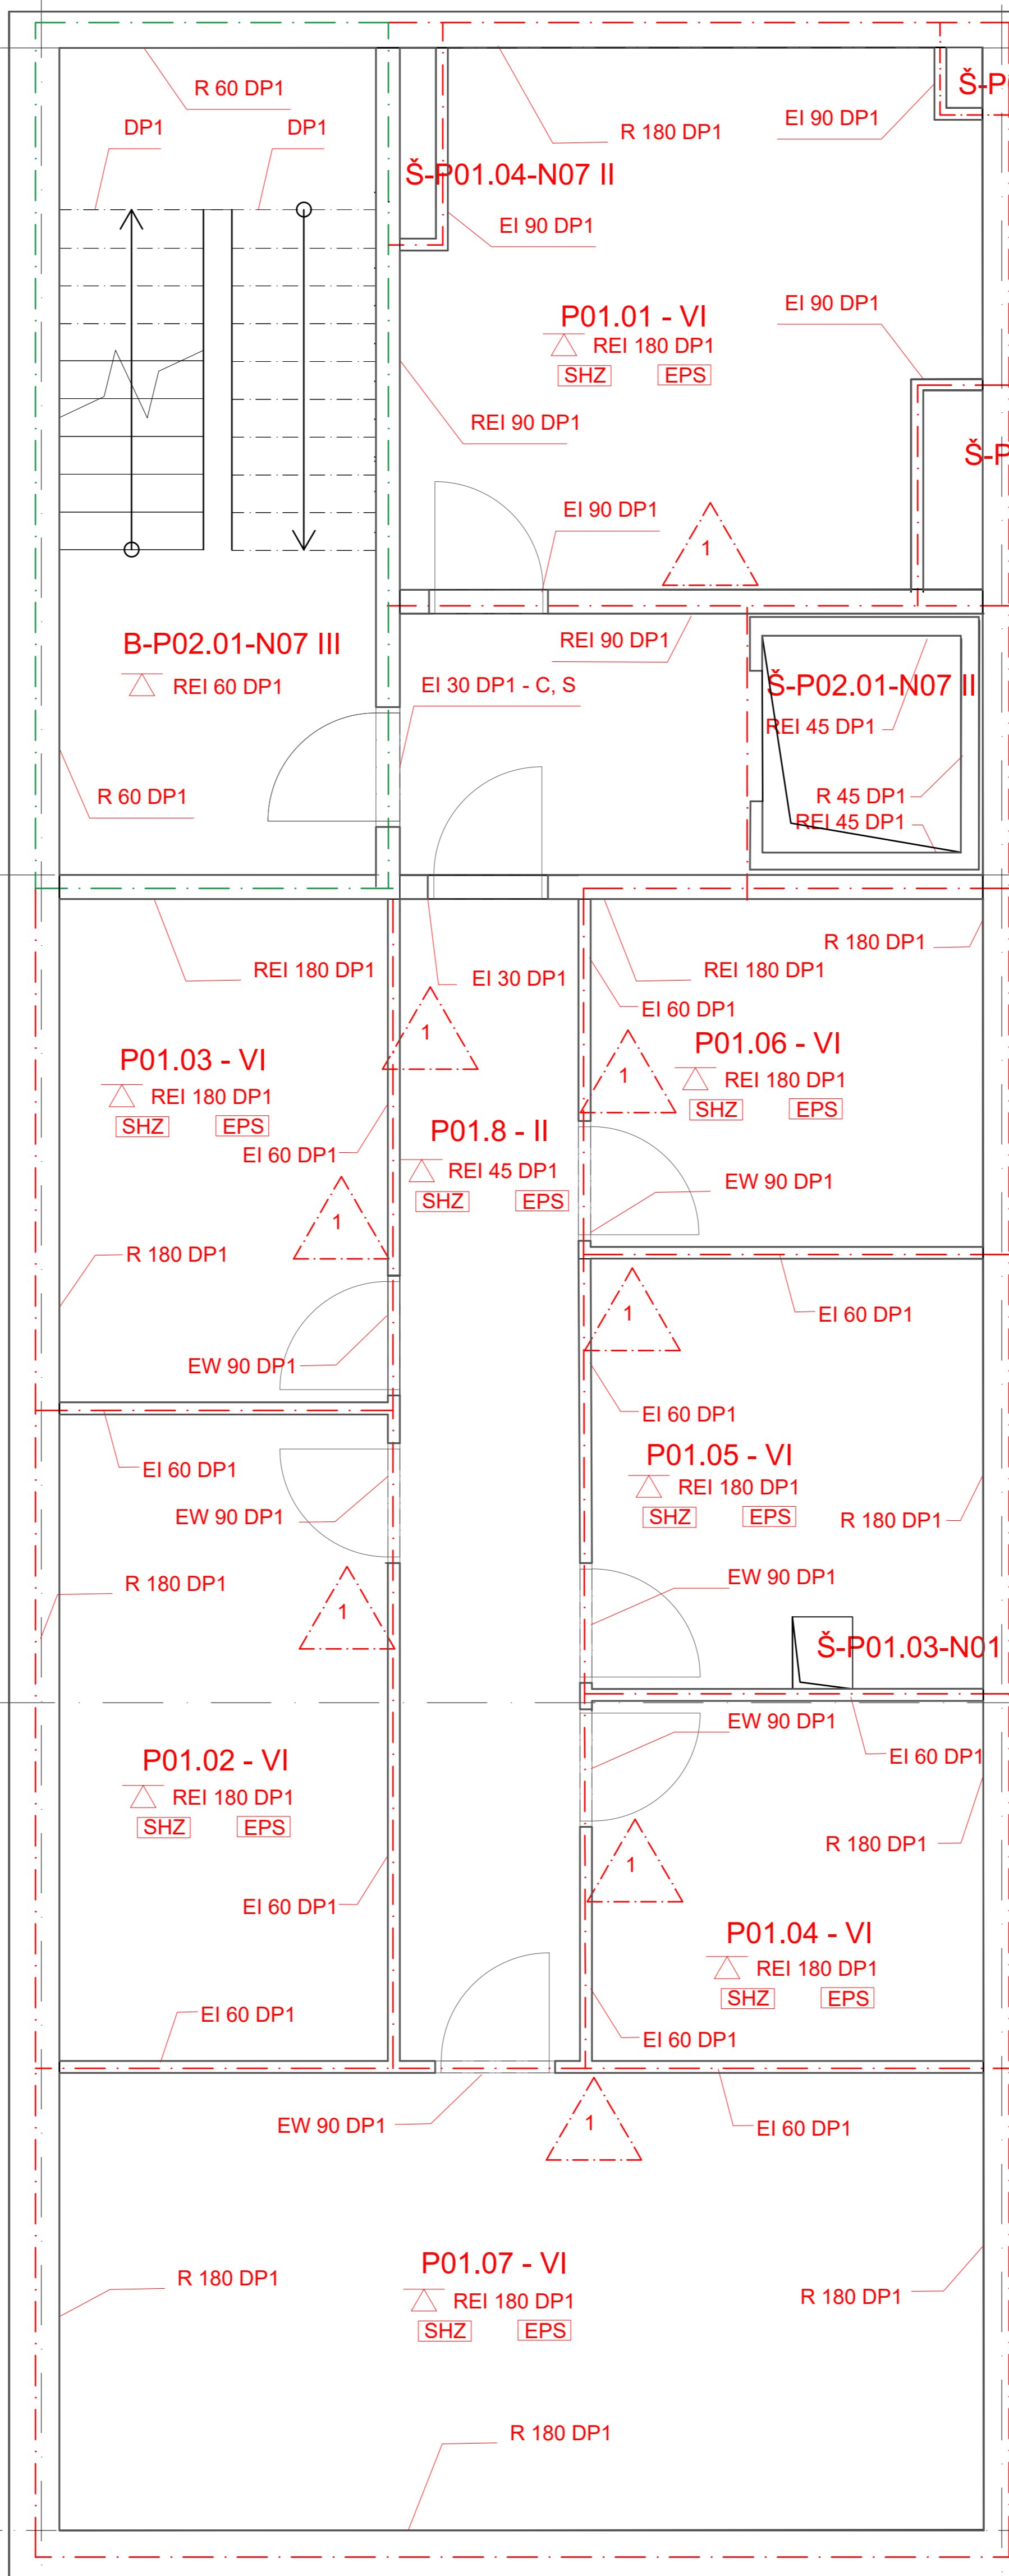 R 60 DP1
DP1
DP1
R 180 DP1
EI 90 DP1
Š-P
Š-P01.04-N07 II
EI 90 DP1
P01.01 - VI
REI 180 DP1
SHZ EPS
EI 90 DP1
REI 90 DP1
Š-P
EI 90 DP1
1
B-P02.01-N07 III
REI 60 DP1
REI 90 DP1
EI 30 DP1 - C, S
Š-P02.01-N07 II
REI 45 DP1
R 60 DP1
R 45 DP1
REI 45 DP1
REI 180 DP1
EI 30 DP1
REI 180 DP1
R 180 DP1
EI 60 DP1
P01.03 - VI
REI 180 DP1
SHZ EPS
EI 60 DP1
1
1
P01.06 - VI
REI 180 DP1
SHZ EPS
P01.8 - II
REI 45 DP1
SHZ EPS
EW 90 DP1
1
R 180 DP1
EW 90 DP1
1
EI 60 DP1
EI 60 DP1
EI 60 DP1
EW 90 DP1
P01.05 - VI
REI 180 DP1
SHZ EPS
R 180 DP1
R 180 DP1
1
EW 90 DP1
Š-P01.03-N01
EW 90 DP1
EI 60 DP1
P01.02 - VI
REI 180 DP1
SHZ EPS
R 180 DP1
1
EI 60 DP1
P01.04 - VI
REI 180 DP1
SHZ EPS
EI 60 DP1
EI 60 DP1
EW 90 DP1
1
EI 60 DP1
P01.07 - VI
REI 180 DP1
SHZ EPS
R 180 DP1
R 180 DP1
R 180 DP1